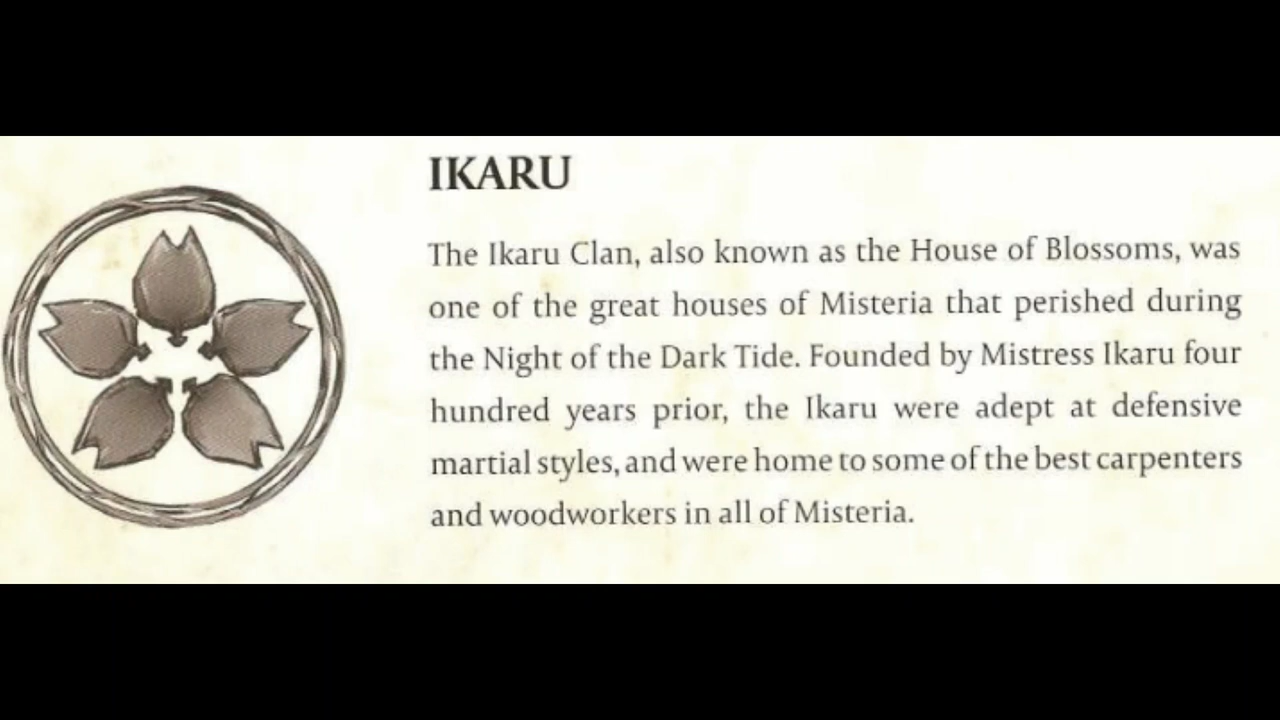 IKARU
The Ikaru Clan, also known as the House of Blossoms, was
one of the great houses of Misteria that perished during
the Night of the Dark Tide. Founded by Mistress Ikaru four
hundred years prior, the Ikaru were adept at defensive
martial styles, and were home to some of the best carpenters
and woodworkers in all of Misteria.